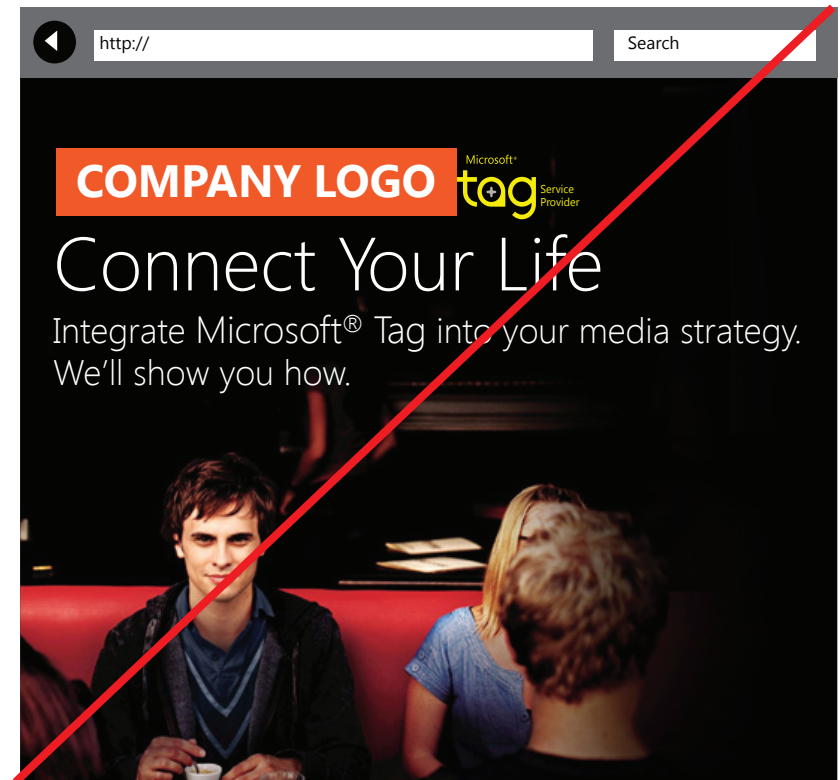 http://
Search
COMPANY LOGO
Microsoft®
tag
Service
Provider
Connect Your Life
Integrate Microsoft® Tag into your media strategy.
We'll show you how.